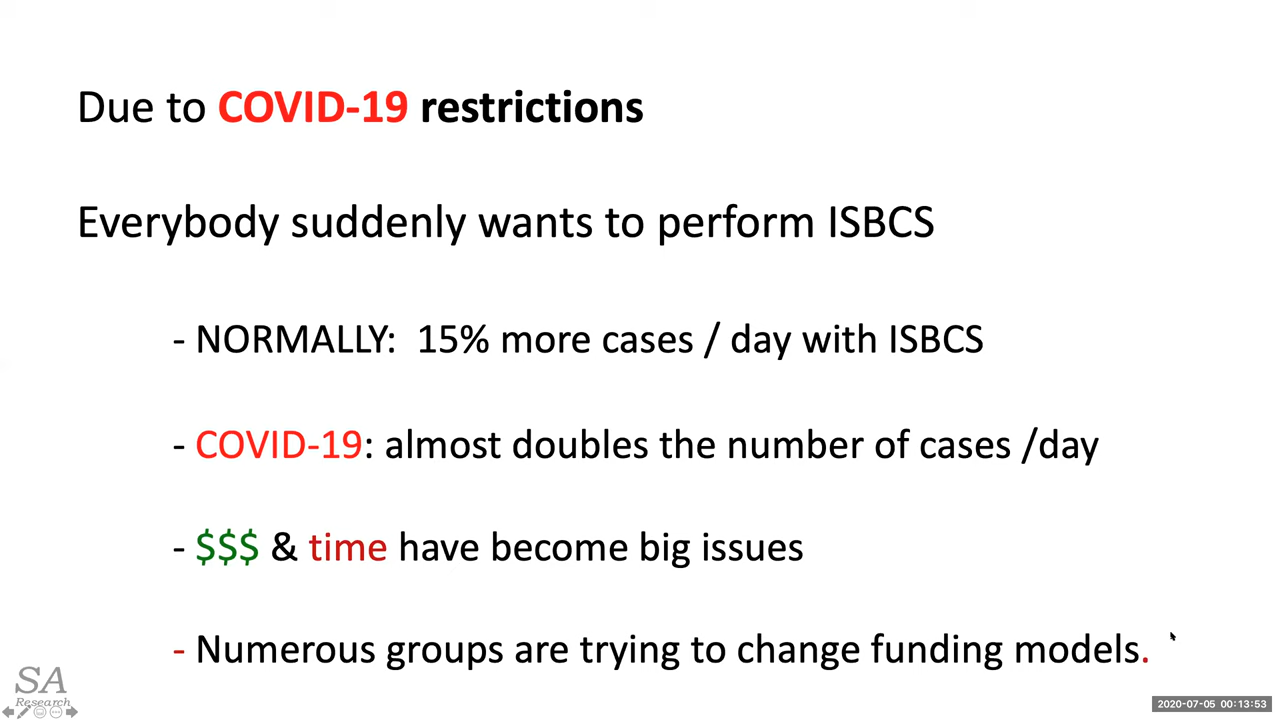 Due to COVID-19 restrictions
Everybody suddenly wants to perform ISBCS
- NORMALLY:  15% more cases / day with ISBCS
- COVID-19: almost doubles the number of cases /day
- $$$ & time have become big issues
- Numerous groups are trying to change funding models.
SA
Research
2020-07-05 00:13:53